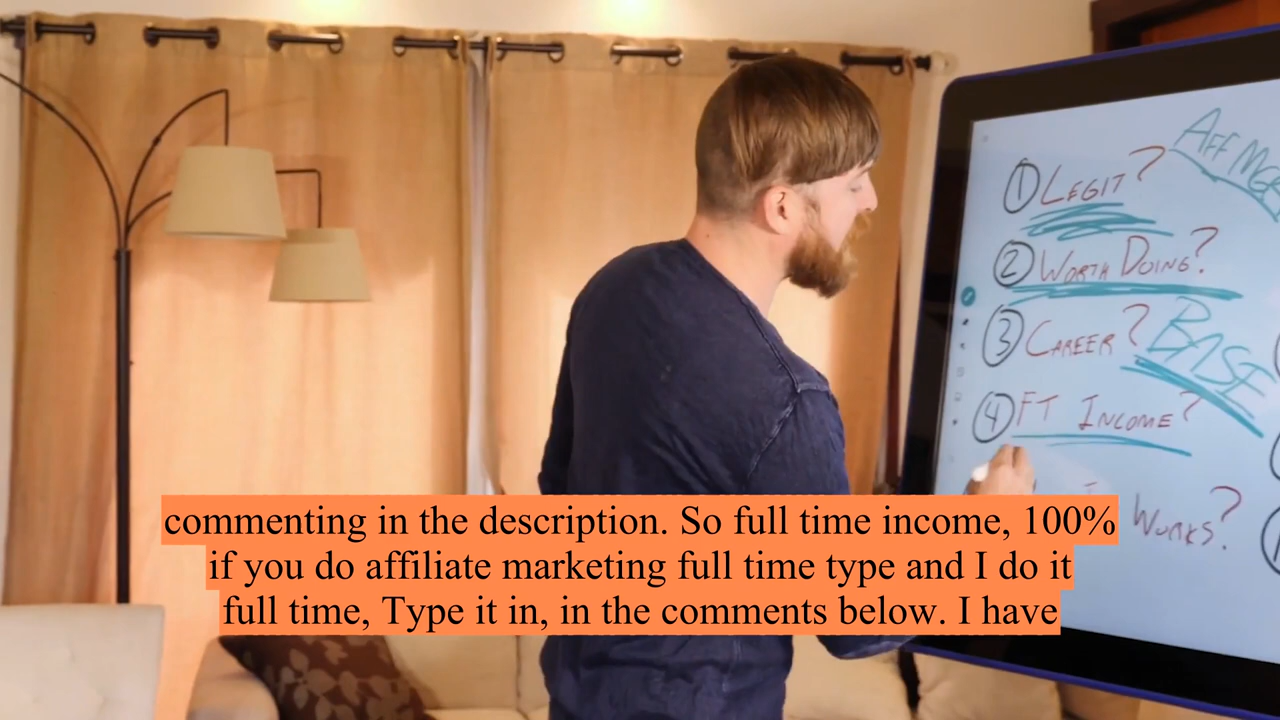 AFF
① LEGIT?
② WORTH DOING?
③ CAREER? BASE
④ FT INCOME?
WORKS?
commenting in the description. So full time income, 100%
if you do affiliate marketing full time type and I do it
full time, Type it in, in the comments below. I have